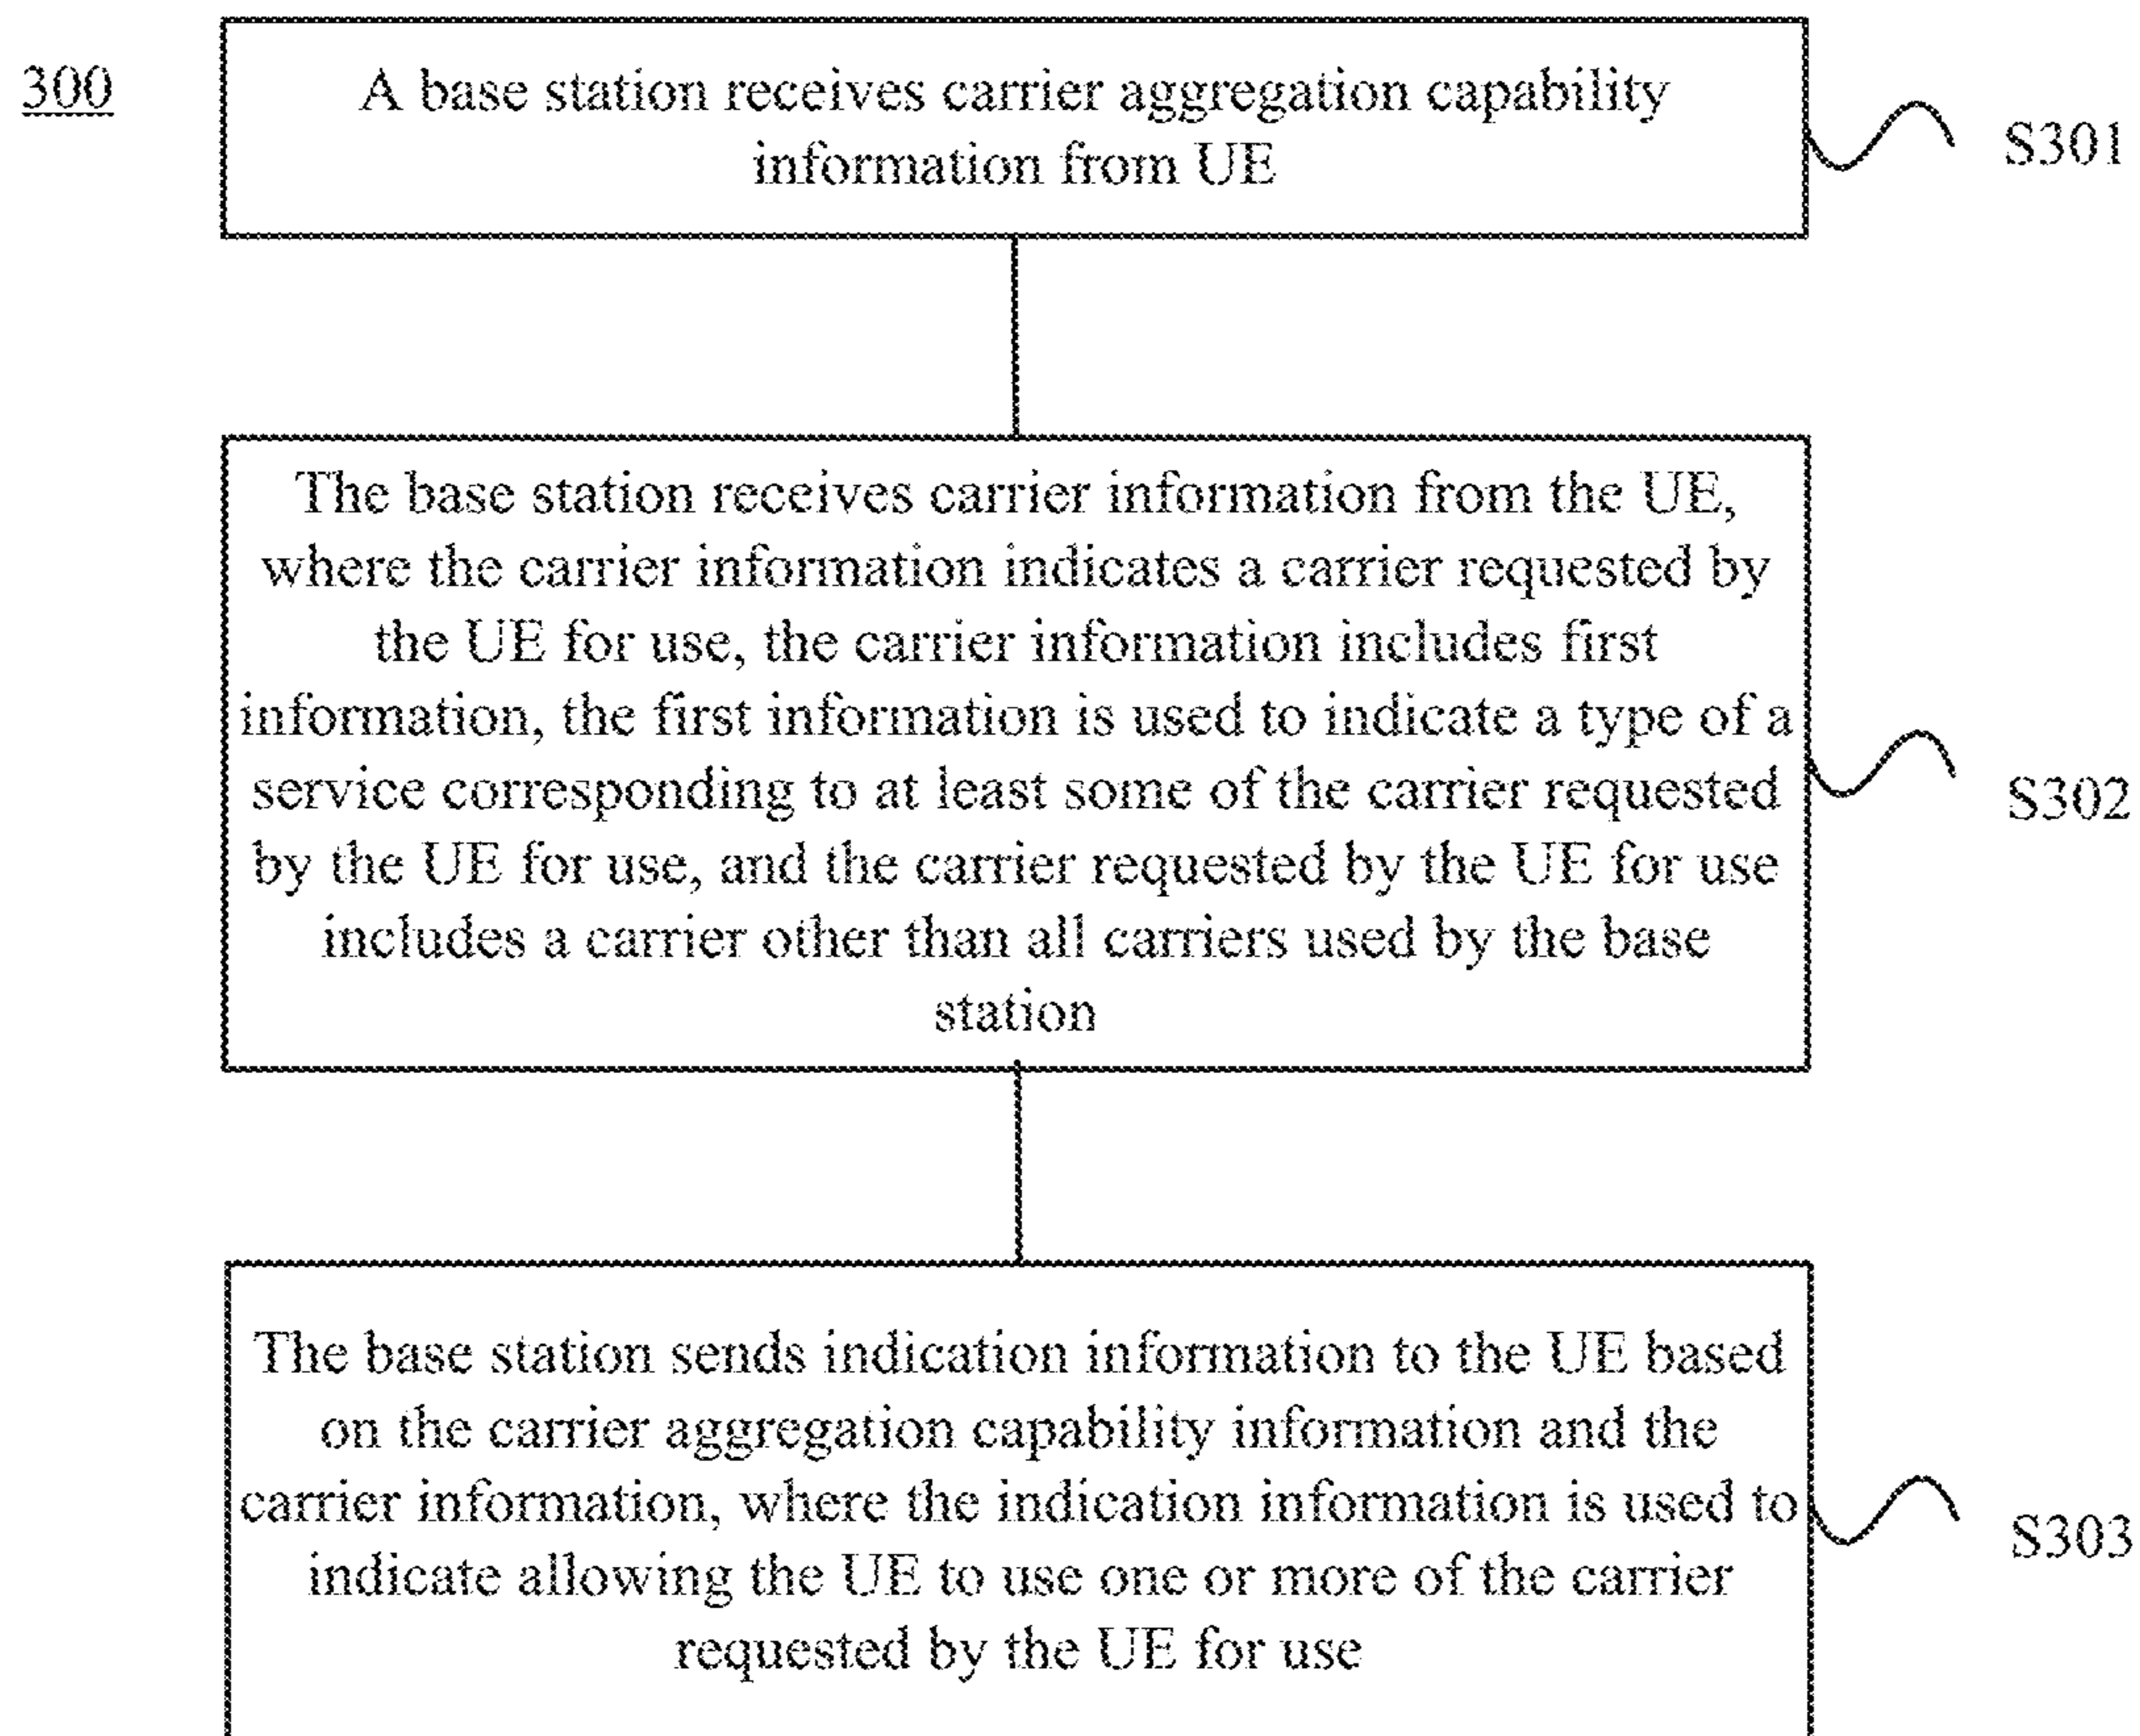 300
A base station receives carrier aggregation capability
information from UE
S301
The base station receives carrier information from the UE,
where the carrier information indicates a carrier requested by
the UE for use, the carrier information includes first
information, the first information is used to indicate a type of a
service corresponding to at least some of the carrier requested
by the UE for use, and the carrier requested by the UE for use
includes a carrier other than all carriers used by the base
station
S302
The base station sends indication information to the UE based
on the carrier aggregation capability information and the
carrier information, where the indication information is used to
indicate allowing the UE to use one or more of the carrier
requested by the UE for use
S303